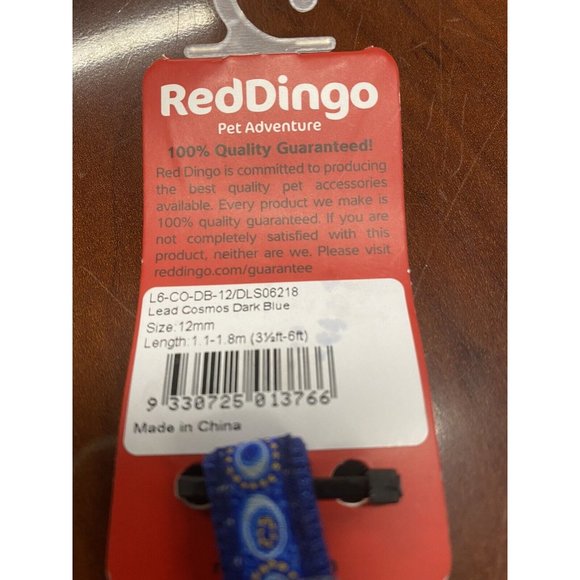 RedDingo
Pet Adventure
100% Quality Guaranteed!
Red Dingo is committed to producing
the best quality pet accessories
available. Every product we make is
100% quality guaranteed. If you are
not completely satisfied with this
product, neither are we. Please visit
reddingo.com/guarantee
L6-CO-DB-12/DLS06218
Lead Cosmos Dark Blue
Size:12mm
Length:1.1-1.8m (3½ft-6ft)
9 330725 013766
Made in China